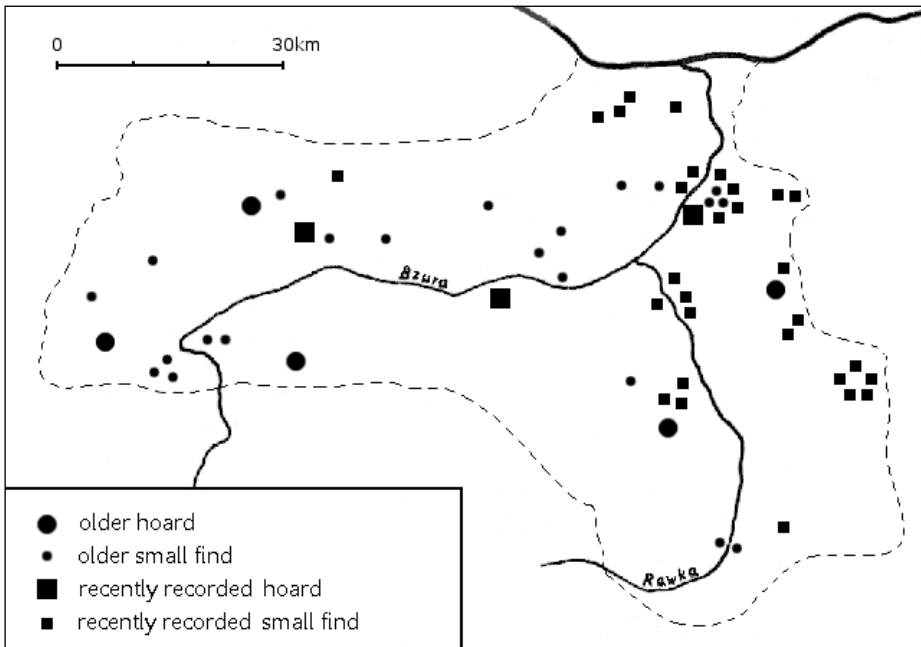 0 30km
Bzura
Rawka
older hoard
older small find
recently recorded hoard
recently recorded small find